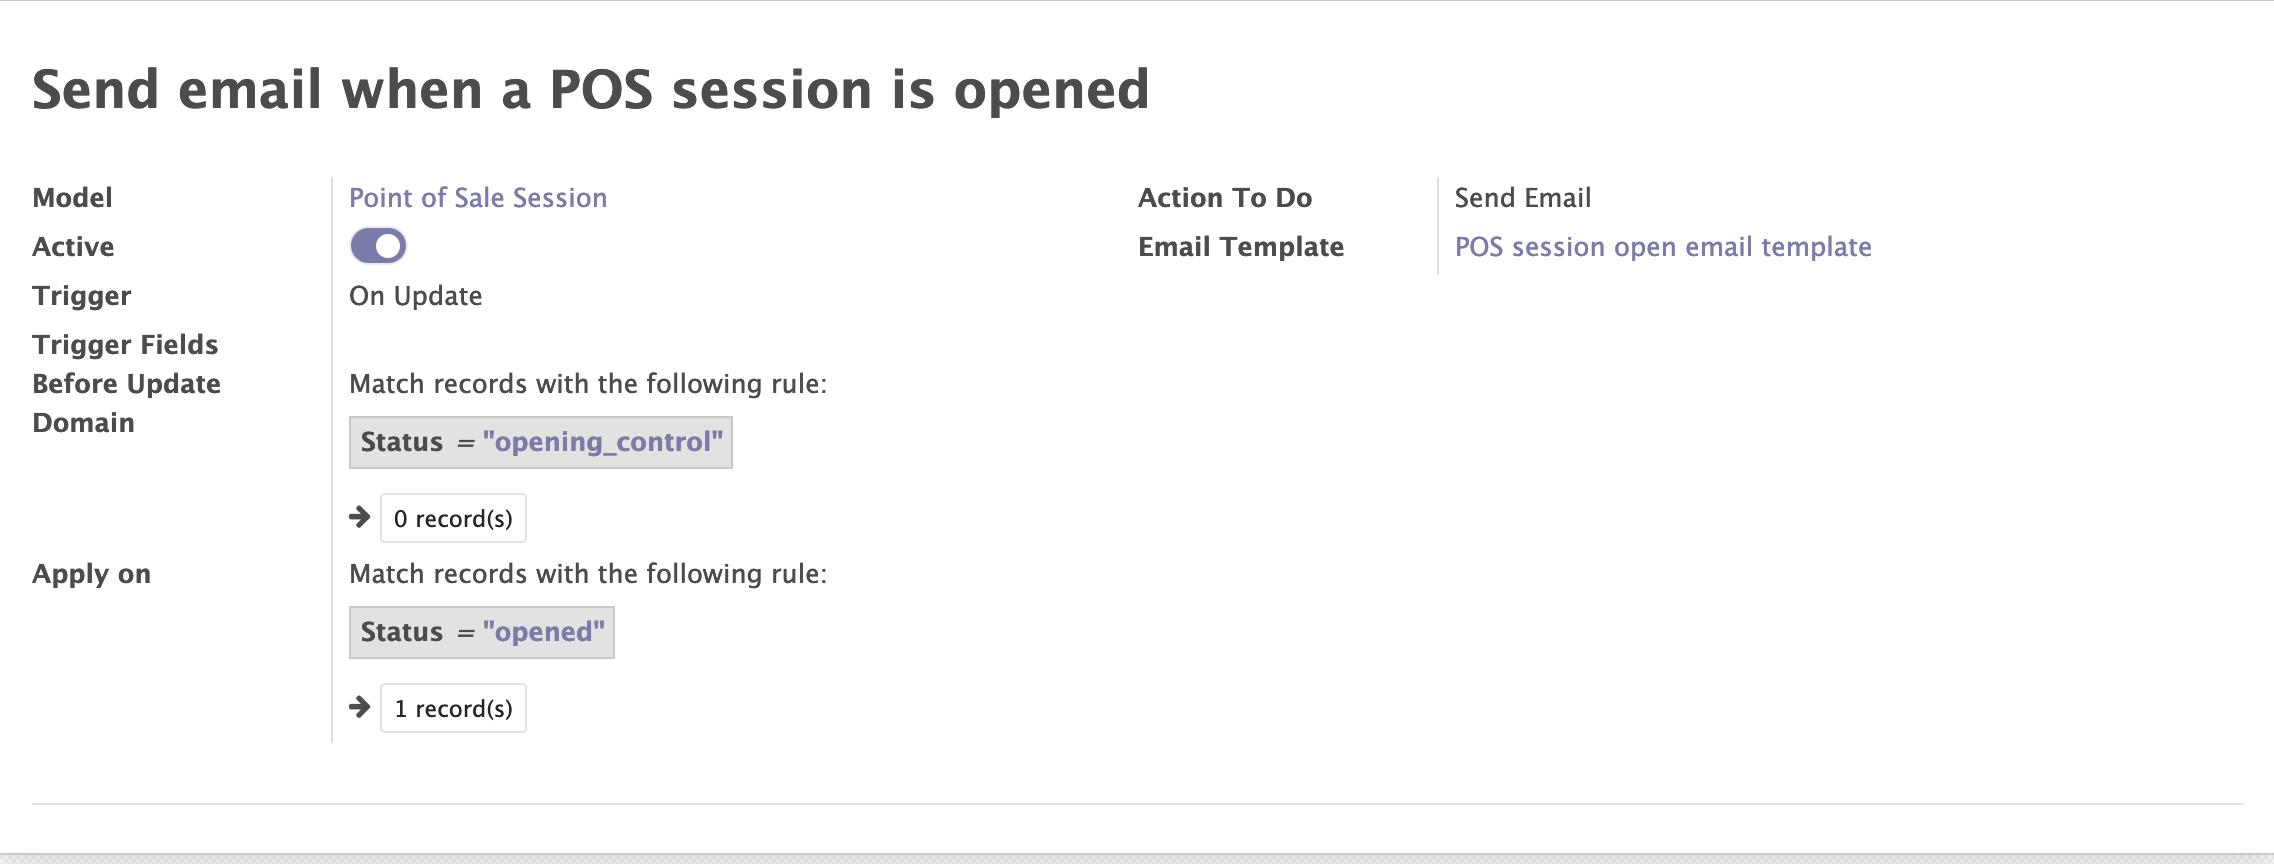 Send email when a POS session is opened
Model
Point of Sale Session
Active
Trigger
On Update
Trigger Fields
Before Update
Domain
Match records with the following rule:
Status = "opening_control"
0 record(s)
Apply on
Match records with the following rule:
Status = "opened"
1 record(s)
Action To Do
Send Email
Email Template
POS session open email template